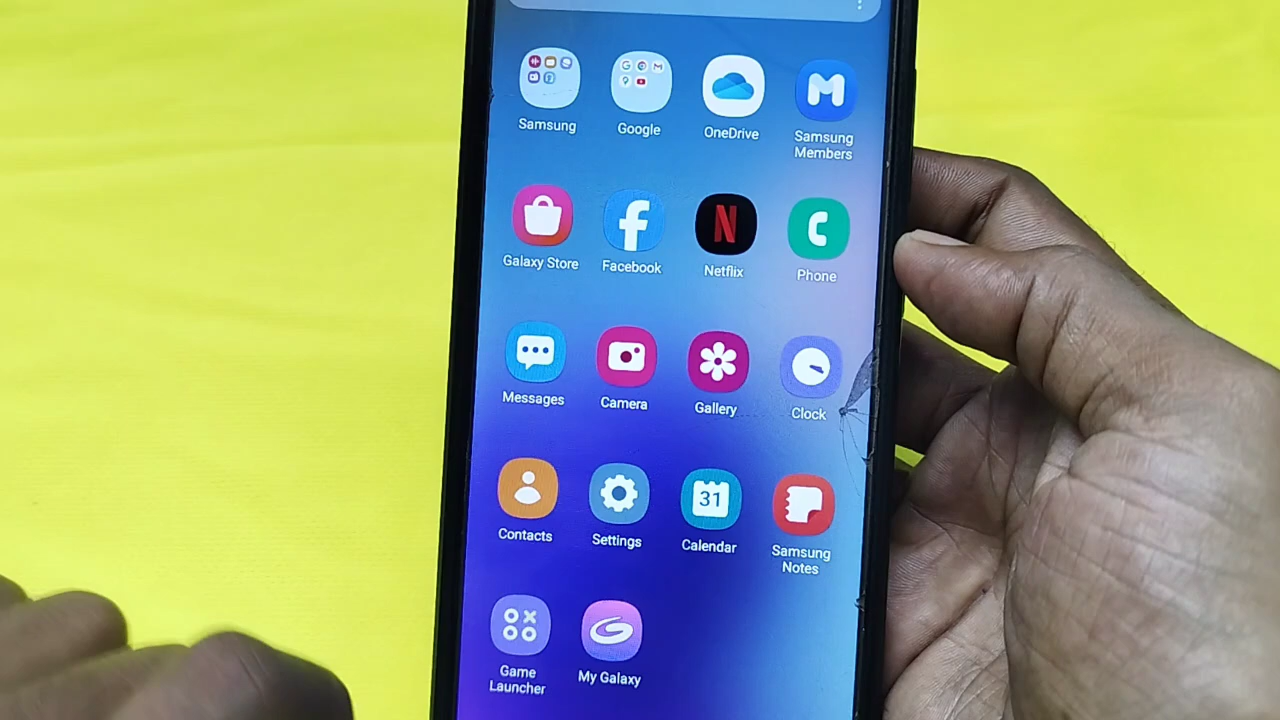 Samsung
Google
OneDrive
Samsung
Members
Galaxy Store
Facebook
N
Netflix
Phone
Messages
Camera
Gallery
Clock
Contacts
Settings
31
Calendar
Samsung
Notes
Game
Launcher
My Galaxy